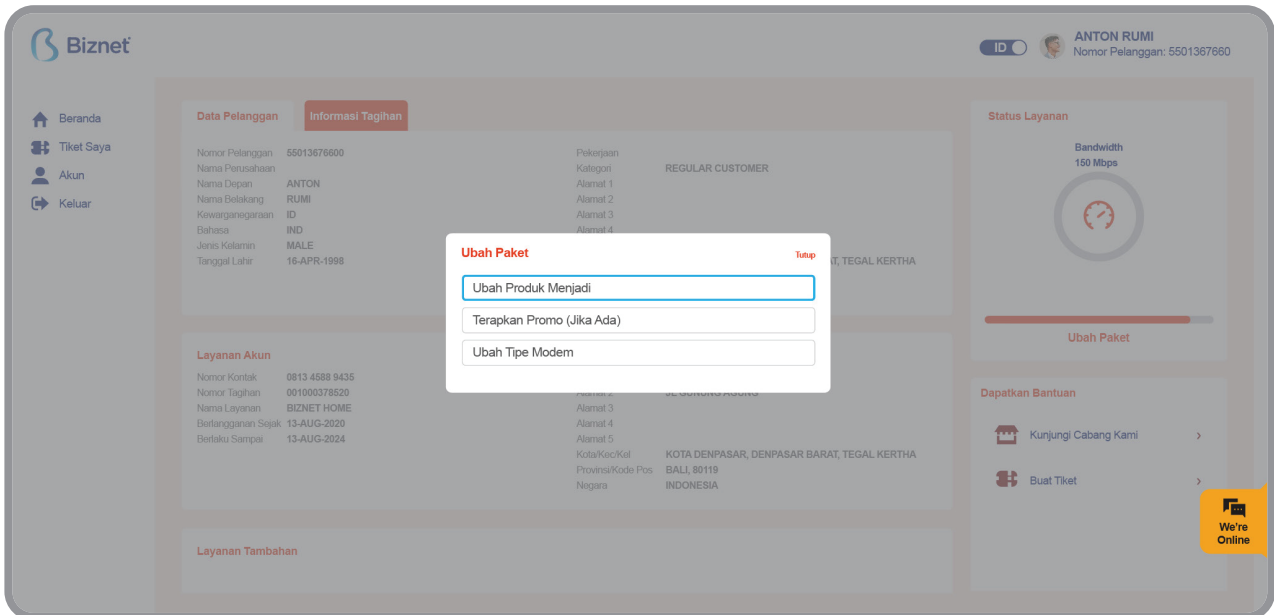 Biznet
ID
ANTON RUMI
Nomor Pelanggan: 5501367660
Beranda
Tiket Saya
Akun
Keluar
Data Pelanggan
Informasi Tagihan
Nomor Pelanggan 55013676600
Nama Perusahaan
Nama Depan ANTON
Nama Belakang RUMI
Kewarganegaraan ID
Bahasa IND
Jenis Kelamin MALE
Tanggal Lahir 16-APR-1998
Pekerjaan
Kategori REGULAR CUSTOMER
Alamat 1
Alamat 2
Alamat 3
Alamat 4
TEGAL KERTHA
Ubah Paket
Tutup
Ubah Produk Menjadi
Terapkan Promo (Jika Ada)
Ubah Tipe Modem
Layanan Akun
Nomor Kontak 0813 4588 9435
Nomor Tagihan 001000378520
Nama Layanan BIZNET HOME
Berlangganan Sejak 13-AUG-2020
Berlaku Sampai 13-AUG-2024
Alamat 2 JL GUNUNG AGUNG
Alamat 3
Alamat 4
Alamat 5
Kota/Kec/Kel KOTA DENPASAR, DENPASAR BARAT, TEGAL KERTHA
Provinsi/Kode Pos BALI, 80119
Negara INDONESIA
Layanan Tambahan
Status Layanan
Bandwidth
150 Mbps
Ubah Paket
Dapatkan Bantuan
Kunjungi Cabang Kami
Buat Tiket
We're
Online